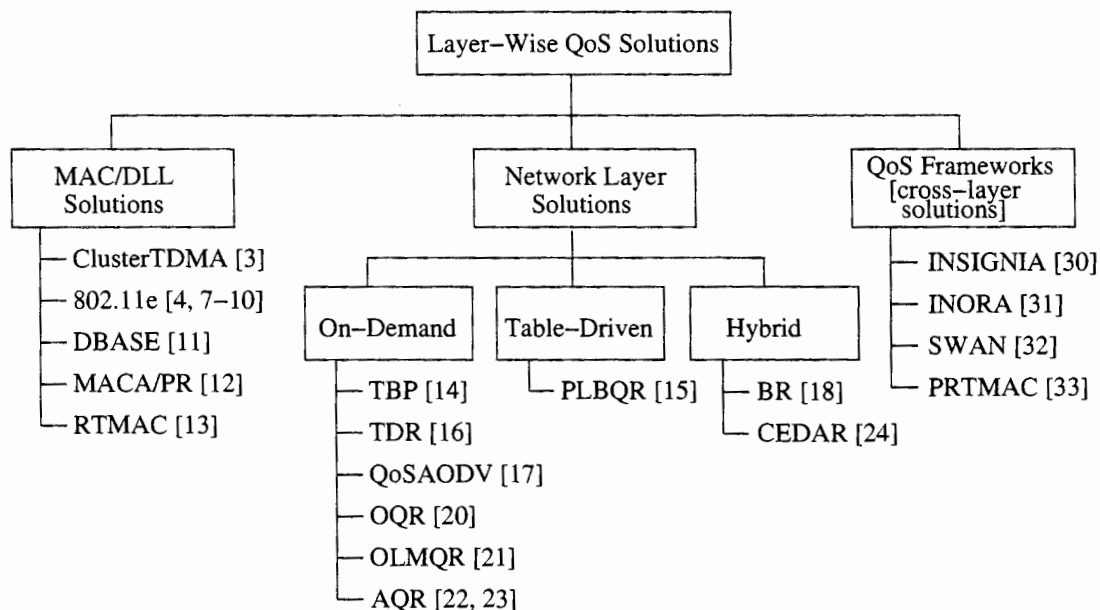 Layer–Wise QoS Solutions
MAC/DLL
Solutions
ClusterTDMA [3]
802.11e [4, 7–10]
DBASE [11]
MACA/PR [12]
RTMAC [13]
Network Layer
Solutions
On–Demand
TBP [14]
TDR [16]
QoSAODV [17]
OQR [20]
OLMQR [21]
AQR [22, 23]
Table–Driven
PLBQR [15]
Hybrid
BR [18]
CEDAR [24]
QoS Frameworks
[cross–layer
solutions]
INSIGNIA [30]
INORA [31]
SWAN [32]
PRTMAC [33]